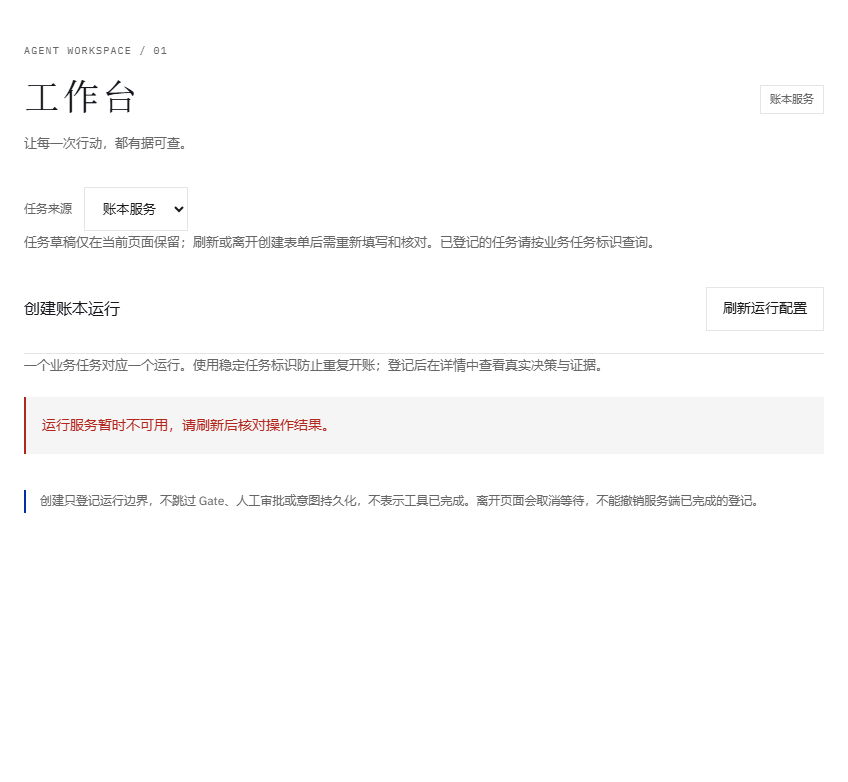 AGENT WORKSPACE / 01
工作台
账本服务
让每一次行动，都有据可查。
任务来源 账本服务
任务草稿仅在当前页面保留；刷新或离开创建表单后需重新填写和核对。已登记的任务请按业务任务标识查询。
创建账本运行
刷新运行配置
一个业务任务对应一个运行。使用稳定任务标识防止重复开账；登记后在详情中查看真实决策与证据。
运行服务暂时不可用，请刷新后核对操作结果。
创建只登记运行边界，不跳过 Gate、人工审批或意图持久化，不表示工具已完成。离开页面会取消等待，不能撤销服务端已完成的登记。